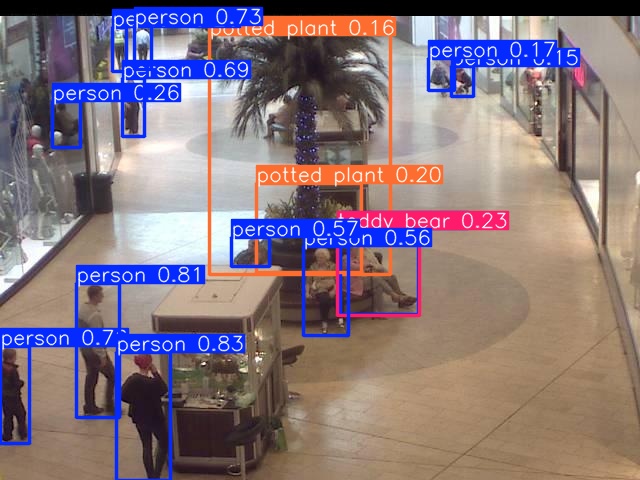 person 0.73
potted plant 0.16
person 0.17
person 0.15
person 0.69
person 0.26
potted plant 0.20
teddy bear 0.23
person 0.57
person 0.56
person 0.81
person 0.83